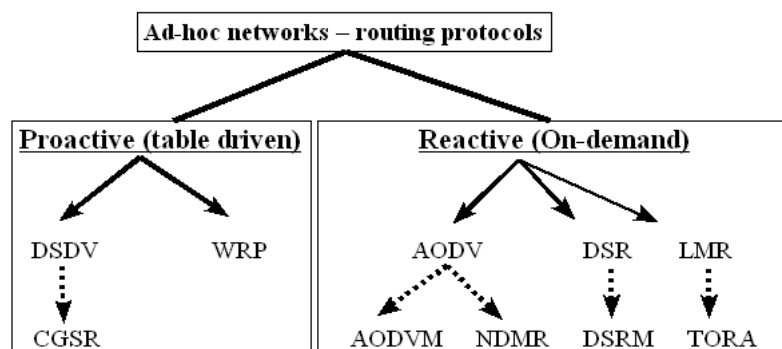 Ad-hoc networks – routing protocols
Proactive (table driven)
Reactive (On-demand)
DSDV
WRP
AODV
DSR
LMR
CGSR
AODVM
NDMR
DSRM
TORA